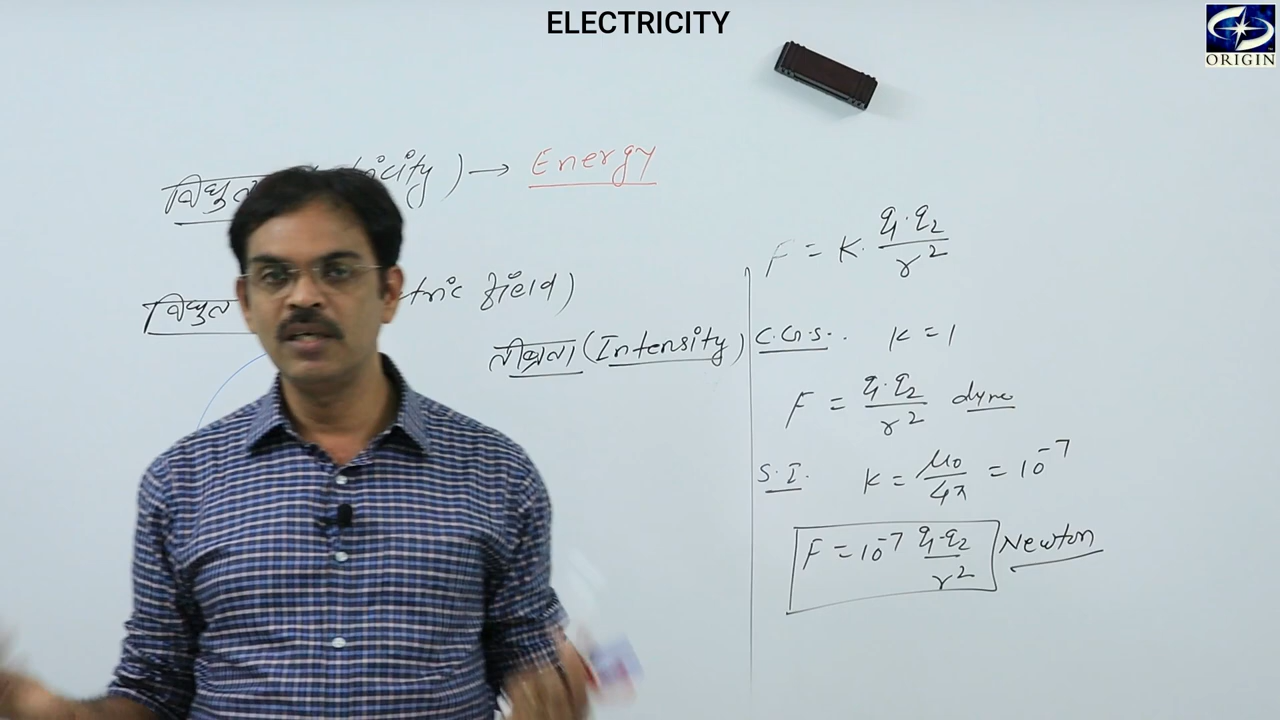 ELECTRICITY
ORIGIN
विद्युत → Energy
विद्युत field)
तीव्रता (Intensity)
F = K. q₁·q₂ / r²
C.G.S. K = 1
F = q₁·q₂ / r² dyne
S.I. K = μ₀ / 4π = 10⁻⁷
F = 10⁻⁷ q₁·q₂ / r² Newton